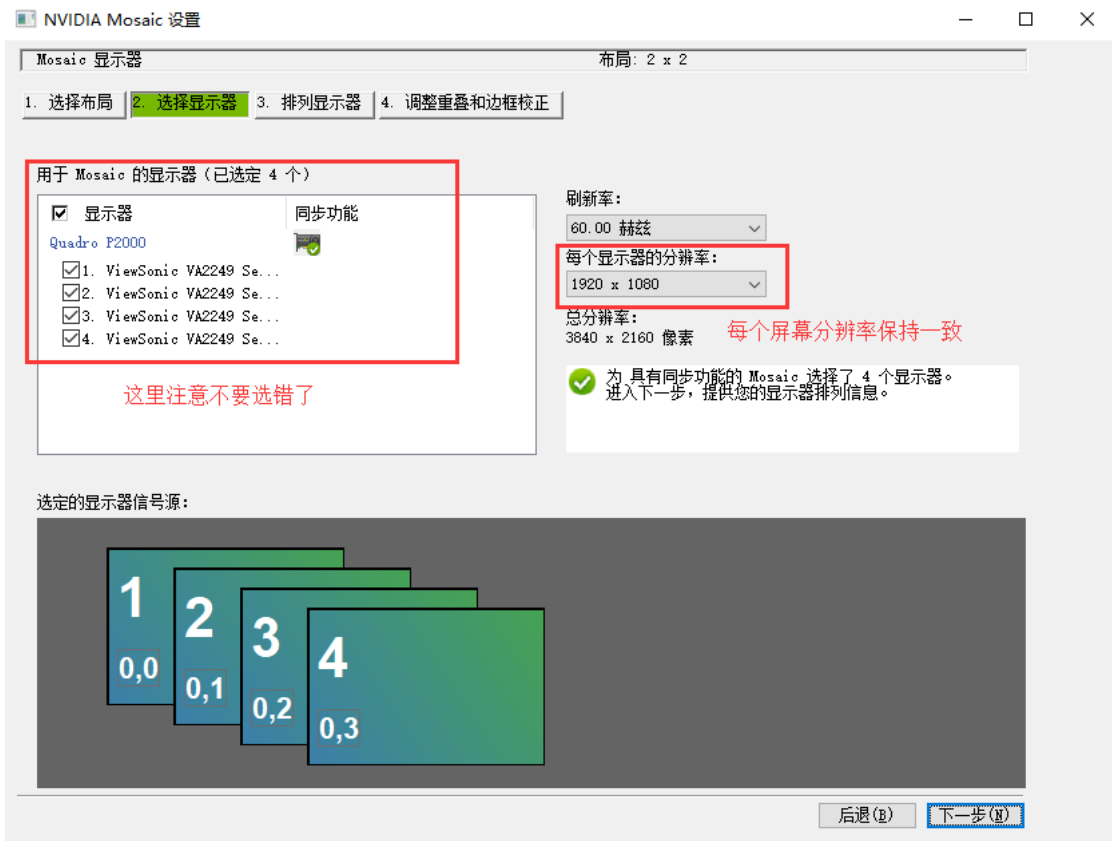 NVIDIA Mosaic 设置
Mosaic 显示器
布局: 2 x 2
1. 选择布局
2. 选择显示器
3. 排列显示器
4. 调整重叠和边框校正
用于 Mosaic 的显示器（已选定 4 个）
显示器
同步功能
Quadro P2000
1. ViewSonic VA2249 Se...
2. ViewSonic VA2249 Se...
3. ViewSonic VA2249 Se...
4. ViewSonic VA2249 Se...
这里注意不要选错了
刷新率：
60.00 赫兹
每个显示器的分辨率：
1920 x 1080
总分辨率：
3840 x 2160 像素
每个屏幕分辨率保持一致
为 具有同步功能的 Mosaic 选择了 4 个显示器。
进入下一步，提供您的显示器排列信息。
选定的显示器信号源：
1
0,0
2
0,1
3
0,2
4
0,3
后退(B)
下一步(N)